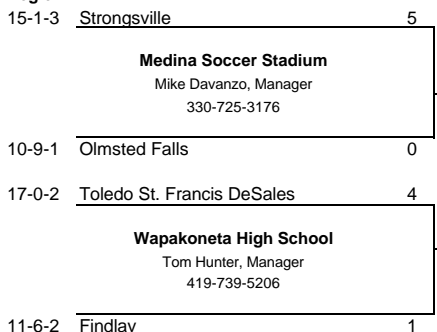 15-1-3 Strongsville 5
Medina Soccer Stadium
Mike Davanzo, Manager
330-725-3176
10-9-1 Olmsted Falls 0
17-0-2 Toledo St. Francis DeSales 4
Wapakoneta High School
Tom Hunter, Manager
419-739-5206
11-6-2 Findlay 1